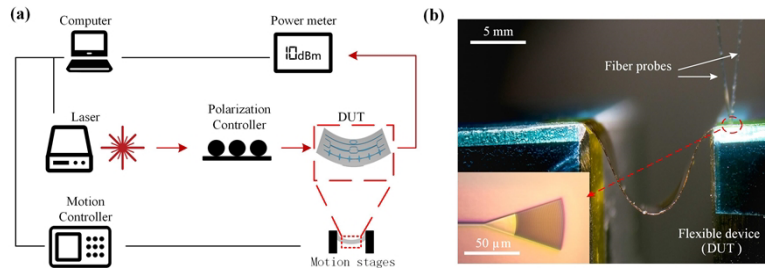 (a)
Computer
Power meter
10dBm
Laser
Polarization
Controller
DUT
Motion
Controller
Motion stages
(b)
5 mm
Fiber probes
50 μm
Flexible device
(DUT)